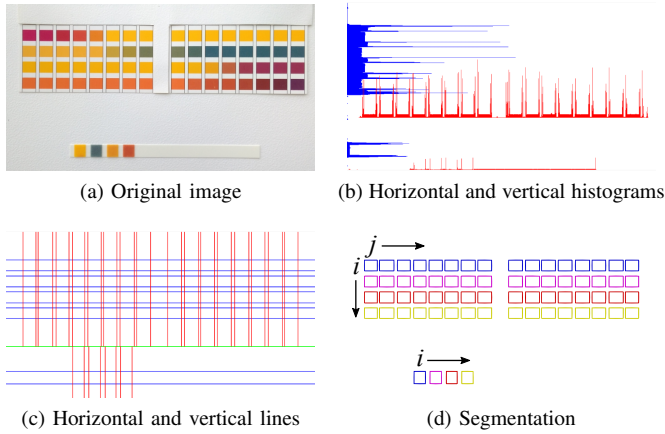 (a) Original image
(b) Horizontal and vertical histograms
j
i
i
(c) Horizontal and vertical lines
(d) Segmentation